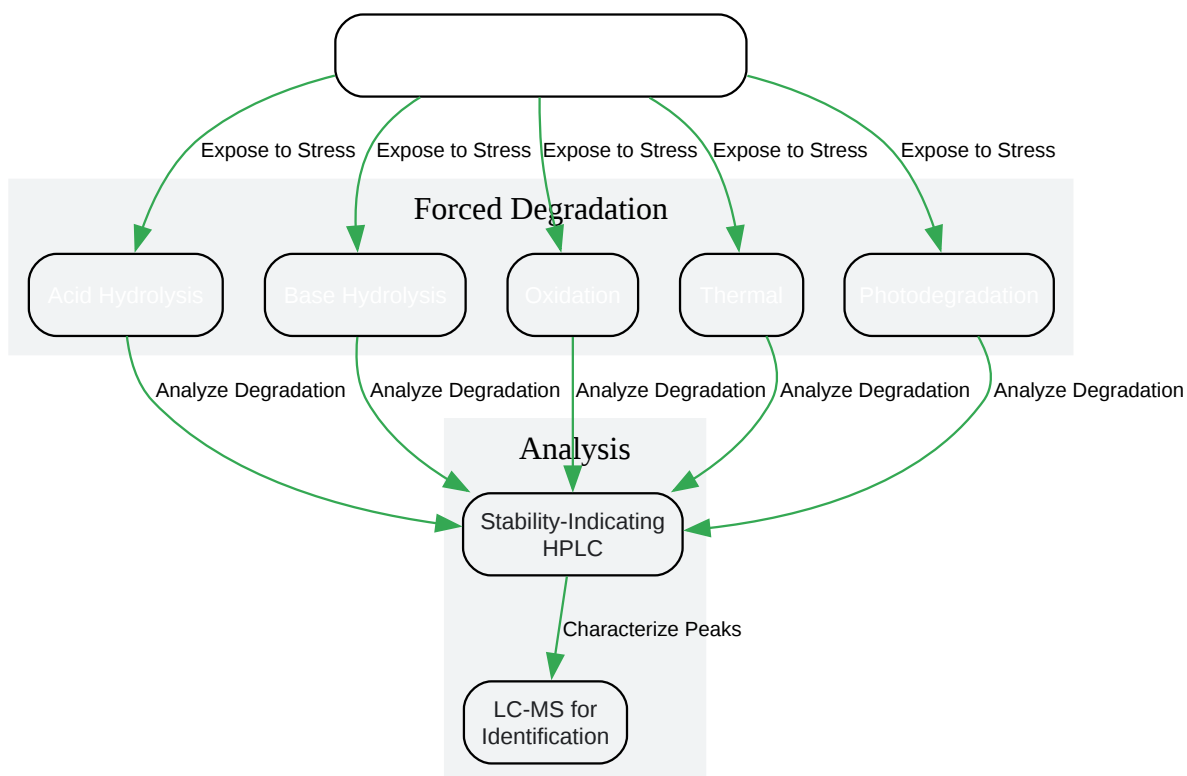 Expose to Stress Expose to Stress Expose to Stress Expose to Stress Expose to Stress
Forced Degradation
Acid Hydrolysis Base Hydrolysis Oxidation Thermal Photodegradation
Analyze Degradation Analyze Degradation Analyze Degradation Analyze Degradation Analyze Degradation
Analysis
Stability-Indicating
HPLC
Characterize Peaks
LC-MS for
Identification